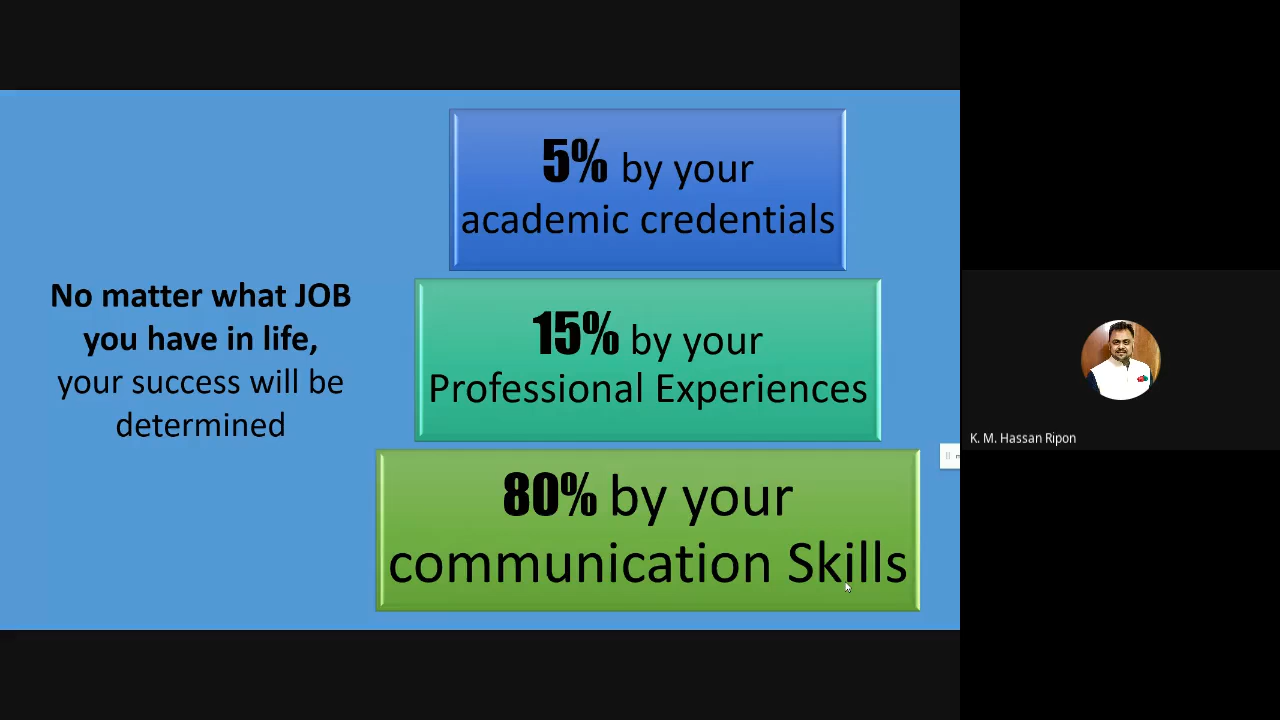 No matter what JOB
you have in life,
your success will be
determined
5% by your
academic credentials
15% by your
Professional Experiences
80% by your
communication Skills
K. M. Hassan Ripon